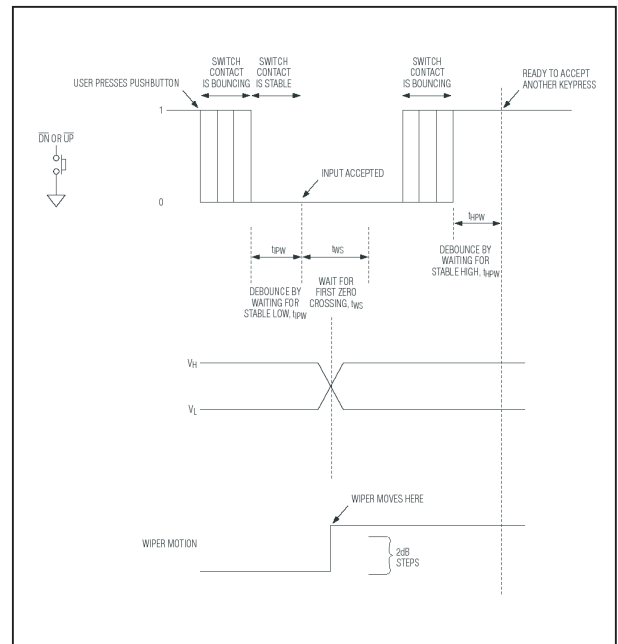 SWITCH
CONTACT
IS BOUNCING
SWITCH
CONTACT
IS STABLE
SWITCH
CONTACT
IS BOUNCING
READY TO ACCEPT
ANOTHER KEYPRESS
USER PRESSES PUSHBUTTON
1
DN OR UP
INPUT ACCEPTED
0
tIPW
tWS
tHPW
DEBOUNCE BY
WAITING FOR
STABLE LOW, tIPW
WAIT FOR
FIRST ZERO
CROSSING, tWS
DEBOUNCE BY
WAITING FOR
STABLE HIGH, tHPW
VH
VL
WIPER MOVES HERE
WIPER MOTION
2dB
STEPS